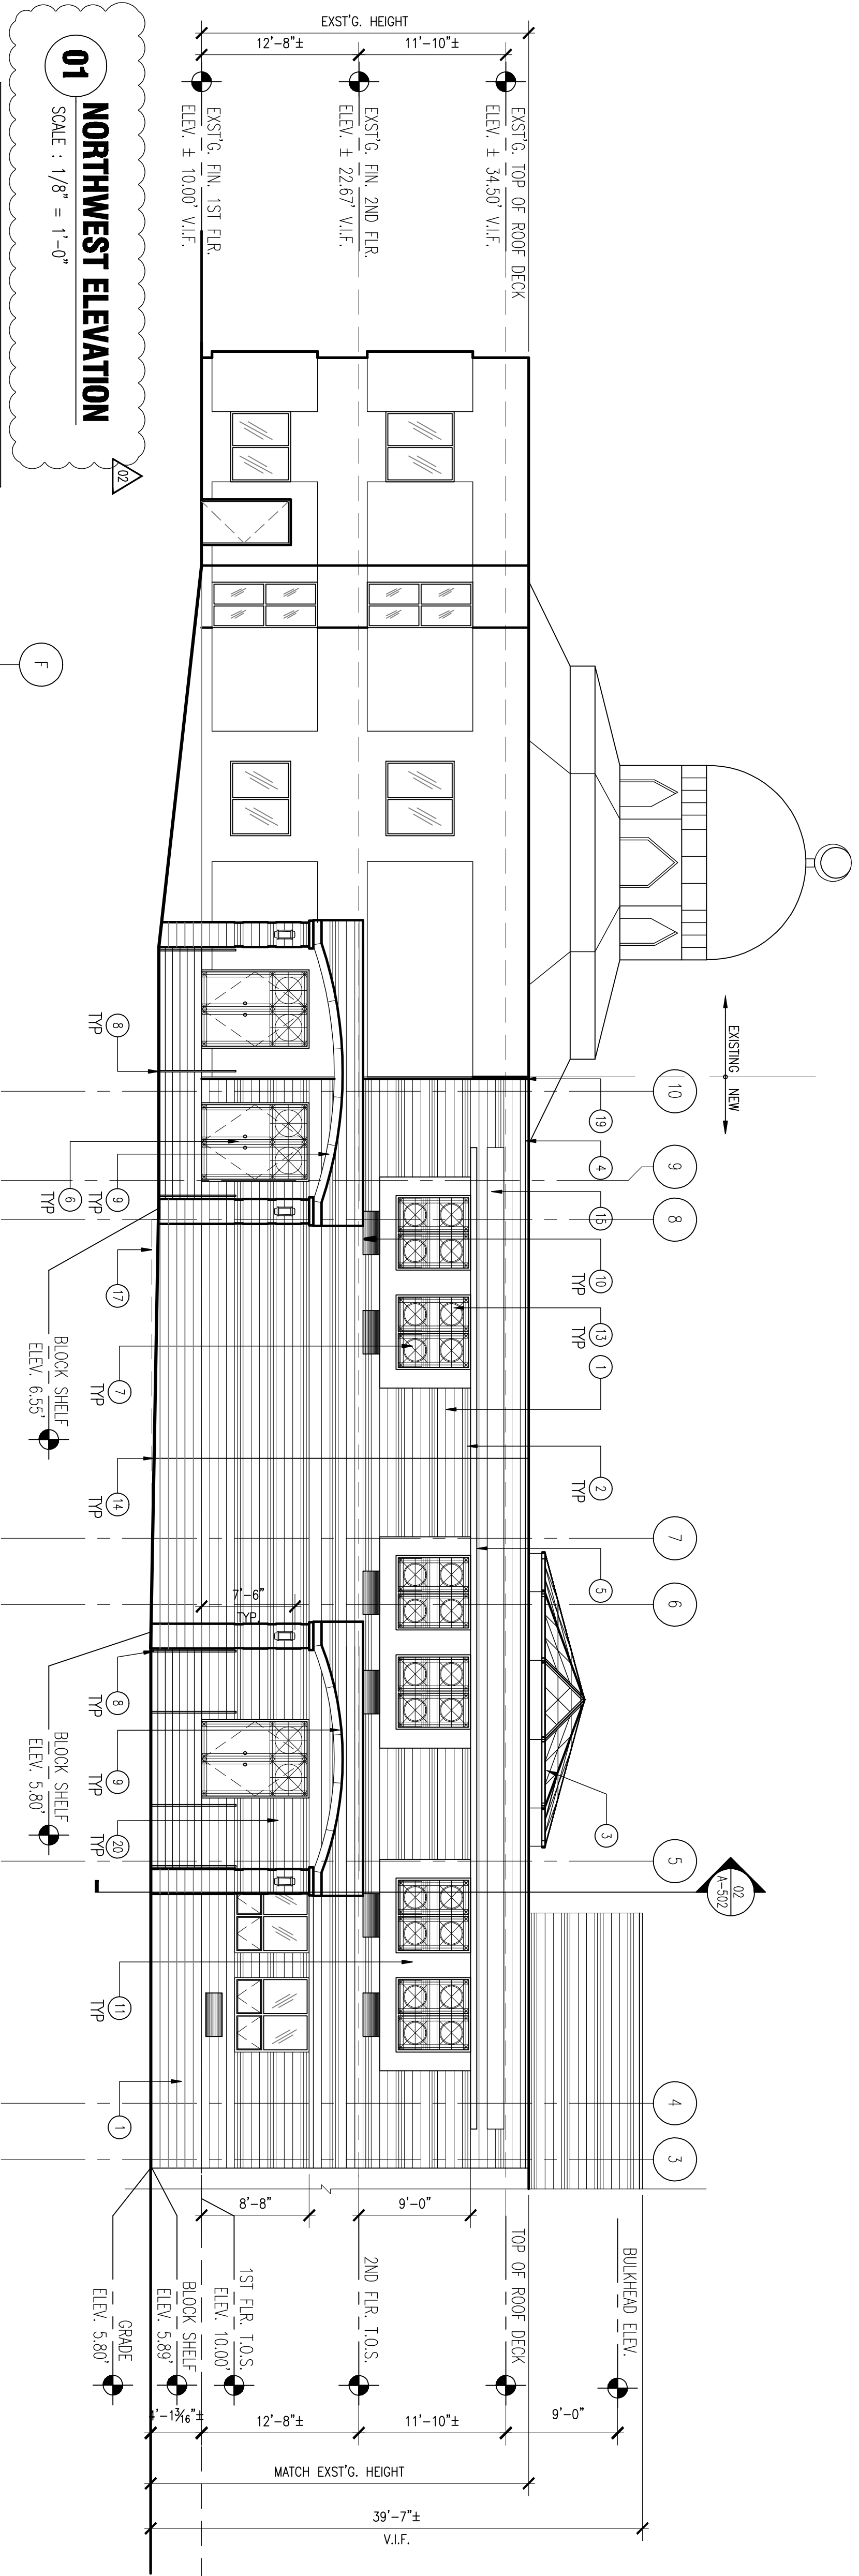 01
NORTHWEST ELEVATION
SCALE : 1/8" = 1'-0"
02
F
EXST'G. HEIGHT
11'-10"±
12'-8"±
EXST'G. TOP OF ROOF DECK
ELEV. ± 34.50' V.I.F.
EXST'G. FIN. 2ND FLR.
ELEV. ± 22.67' V.I.F.
EXST'G. FIN. 1ST FLR.
ELEV. ± 10.00' V.I.F.
EXISTING
NEW
10
9
8
7
6
5
4
3
02
A-502
19
4
15
10
TYP
13
TYP
1
2
TYP
5
3
8
TYP
6
TYP
9
TYP
17
7
TYP
14
TYP
8
TYP
9
TYP
20
TYP
11
TYP
1
7'-6"
TYP.
BLOCK SHELF
ELEV. 6.55'
BLOCK SHELF
ELEV. 5.80'
BULKHEAD ELEV.
TOP OF ROOF DECK
2ND FLR. T.O.S.
1ST FLR. T.O.S.
ELEV. 10.00'
BLOCK SHELF
ELEV. 5.89'
GRADE
ELEV. 5.80'
9'-0"
8'-8"
9'-0"
11'-10"±
12'-8"±
4'-1 3/16"±
MATCH EXST'G. HEIGHT
39'-7"±
V.I.F.